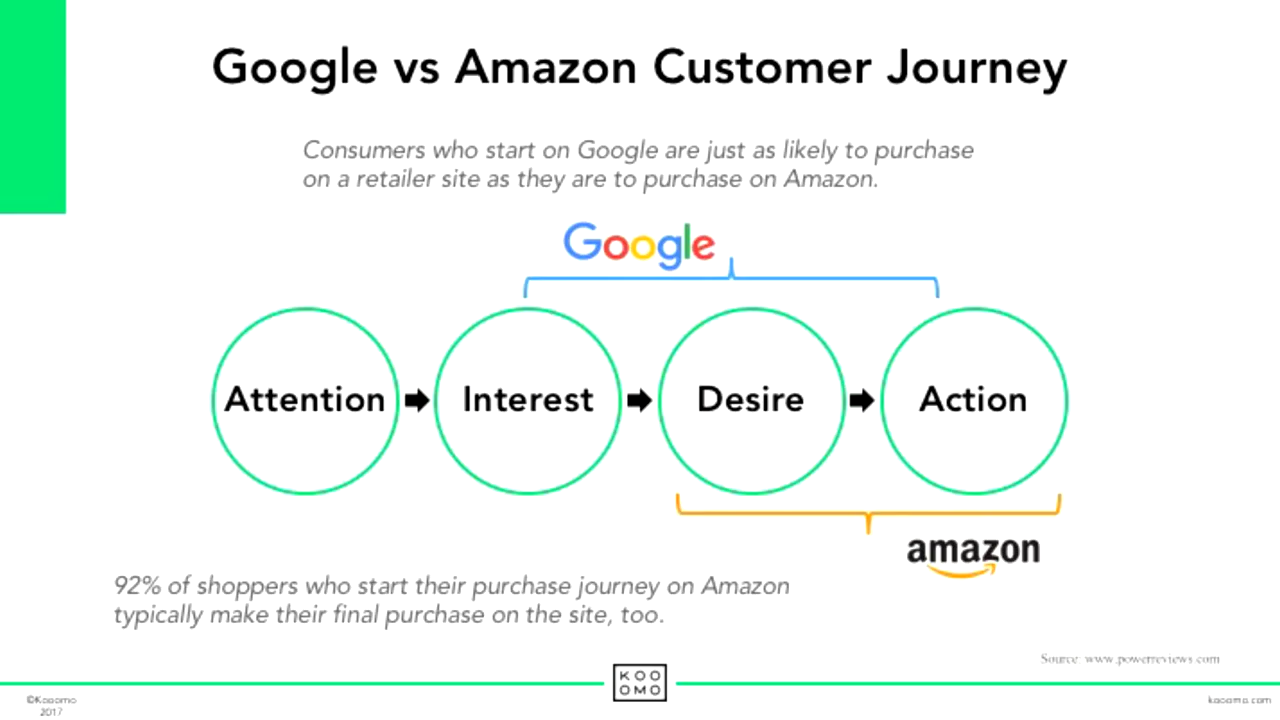 Google vs Amazon Customer Journey
Consumers who start on Google are just as likely to purchase
on a retailer site as they are to purchase on Amazon.
Google
Attention
Interest
Desire
Action
amazon
92% of shoppers who start their purchase journey on Amazon
typically make their final purchase on the site, too.
Source: www.powerreviews.com
KOO
OMO
©Kooomo
2017
kooomo.com